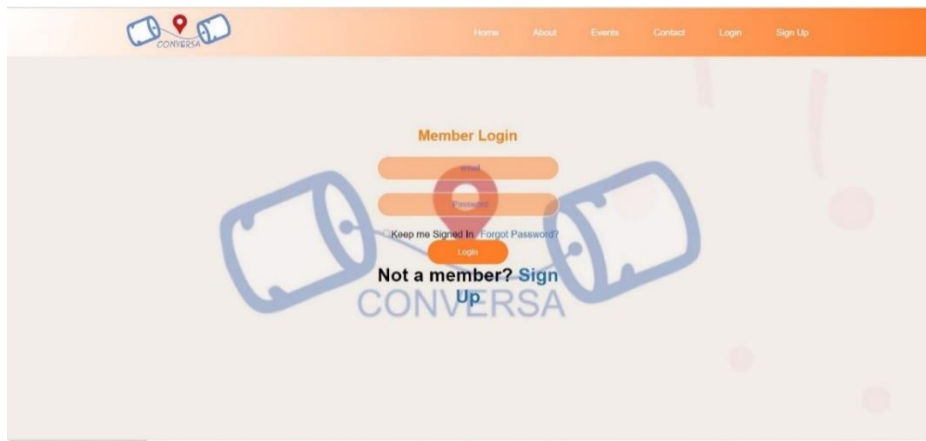 CONVERSA
Home About Events Contact Login Sign Up
Member Login
email
Password
Keep me Signed In Forgot Password?
Login
Not a member? Sign
Up
CONVERSA